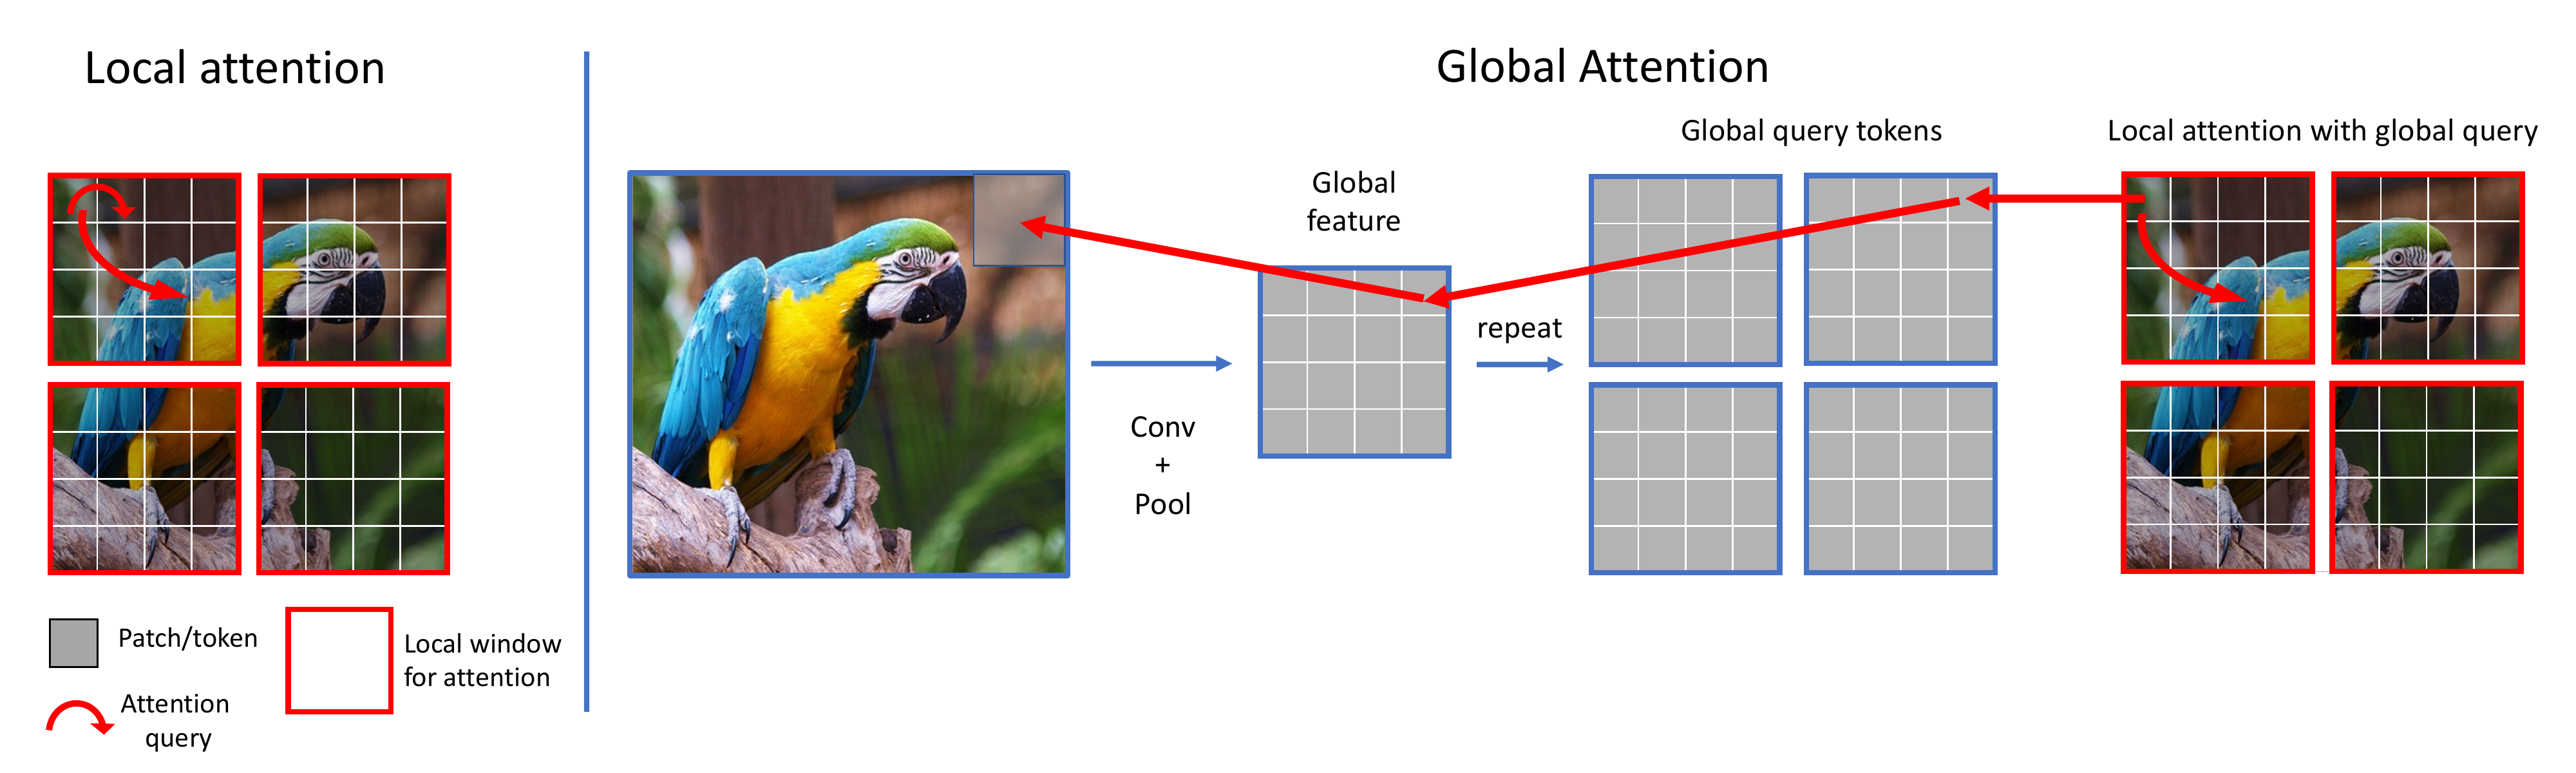 Local attention
Global Attention
Global query tokens
Local attention with global query
Global
feature
repeat
Conv
+
Pool
Patch/token
Local window
for attention
Attention
query